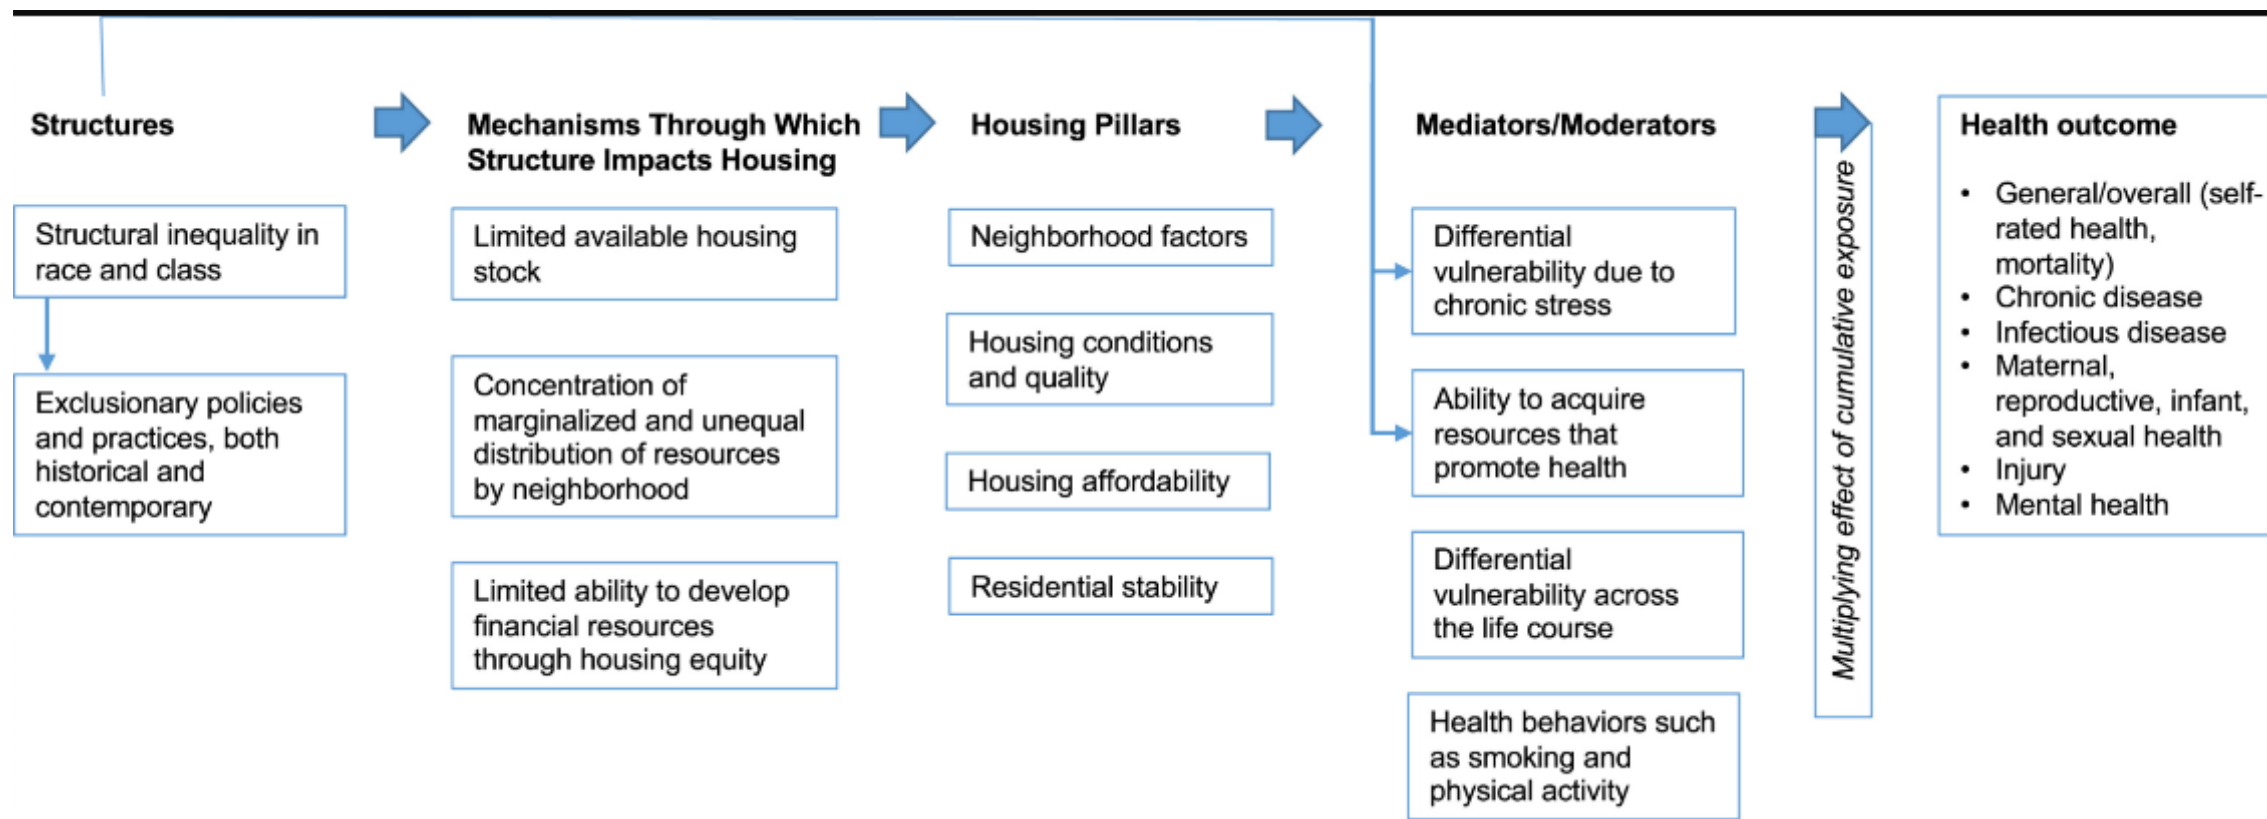 Structures
Structural inequality in
race and class
Exclusionary policies
and practices, both
historical and
contemporary
Mechanisms Through Which
Structure Impacts Housing
Limited available housing
stock
Concentration of
marginalized and unequal
distribution of resources
by neighborhood
Limited ability to develop
financial resources
through housing equity
Housing Pillars
Neighborhood factors
Housing conditions
and quality
Housing affordability
Residential stability
Mediators/Moderators
Differential
vulnerability due to
chronic stress
Ability to acquire
resources that
promote health
Differential
vulnerability across
the life course
Health behaviors such
as smoking and
physical activity
Multiplying effect of cumulative exposure
Health outcome
• General/overall (self-
rated health,
mortality)
• Chronic disease
• Infectious disease
• Maternal,
reproductive, infant,
and sexual health
• Injury
• Mental health